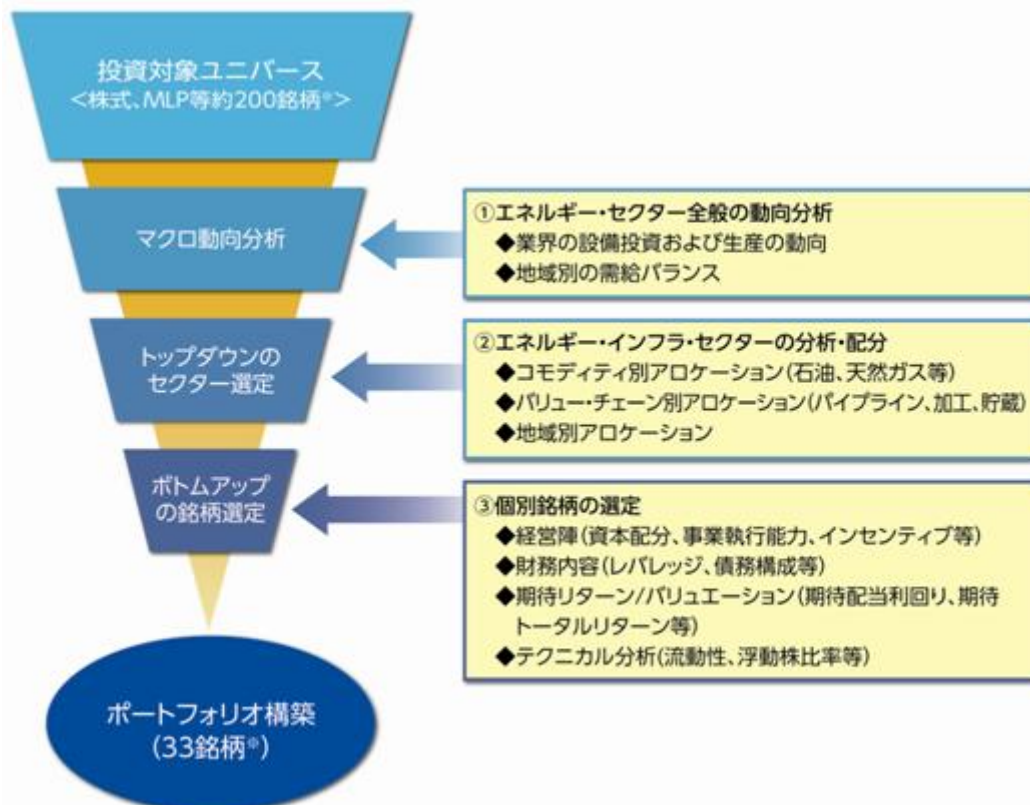 投資対象ユニバース
<株式、MLP等約200銘柄※>
マクロ動向分析
①エネルギー・セクター全般の動向分析
◆業界の設備投資および生産の動向
◆地域別の需給バランス
トップダウンの
セクター選定
②エネルギー・インフラ・セクターの分析・配分
◆コモディティ別アロケーション(石油、天然ガス等)
◆バリュー・チェーン別アロケーション(パイプライン、加工、貯蔵)
◆地域別アロケーション
ボトムアップ
の銘柄選定
③個別銘柄の選定
◆経営陣(資本配分、事業執行能力、インセンティブ等)
◆財務内容(レバレッジ、債務構成等)
◆期待リターン/バリュエーション(期待配当利回り、期待
トータルリターン等)
◆テクニカル分析(流動性、浮動株比率等)
ポートフォリオ構築
(33銘柄※)